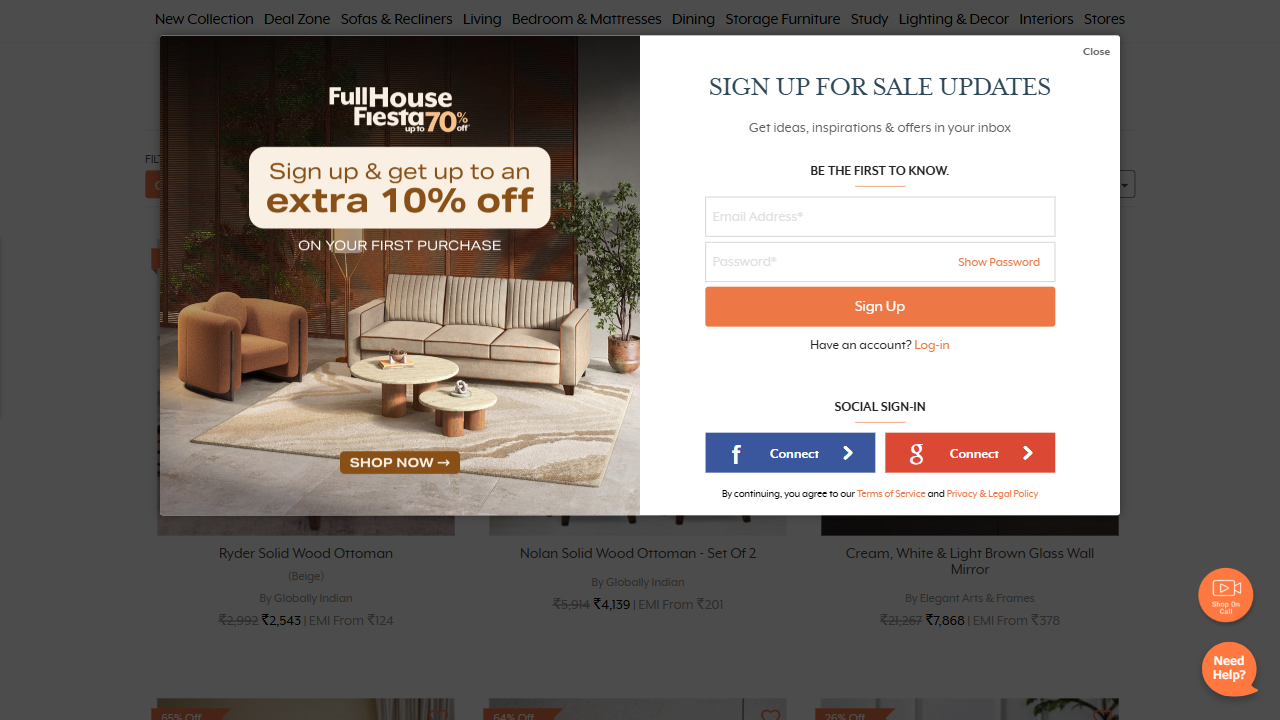 New Collection Deal Zone Sofas & Recliners Living Bedroom & Mattresses Dining Storage Furniture Study Lighting & Decor Interiors Stores
Close
FullHouse
Fiesta upto 70% off*
Sign up & get up to an
extra 10% off
ON YOUR FIRST PURCHASE
SHOP NOW →
SIGN UP FOR SALE UPDATES
Get ideas, inspirations & offers in your inbox
BE THE FIRST TO KNOW.
Email Address*
Password* Show Password
Sign Up
Have an account? Log-in
SOCIAL SIGN-IN
f Connect g Connect
By continuing, you agree to our Terms of Service and Privacy & Legal Policy
Ryder Solid Wood Ottoman
(Beige)
By Globally Indian
₹2,992 ₹2,543 | EMI From ₹124
Nolan Solid Wood Ottoman - Set Of 2
By Globally Indian
₹5,914 ₹4,139 | EMI From ₹201
Cream, White & Light Brown Glass Wall
Mirror
By Elegant Arts & Frames
₹21,267 ₹7,868 | EMI From ₹378
Shop On
Call
Need
Help?
65% Off 64% Off 26% Off